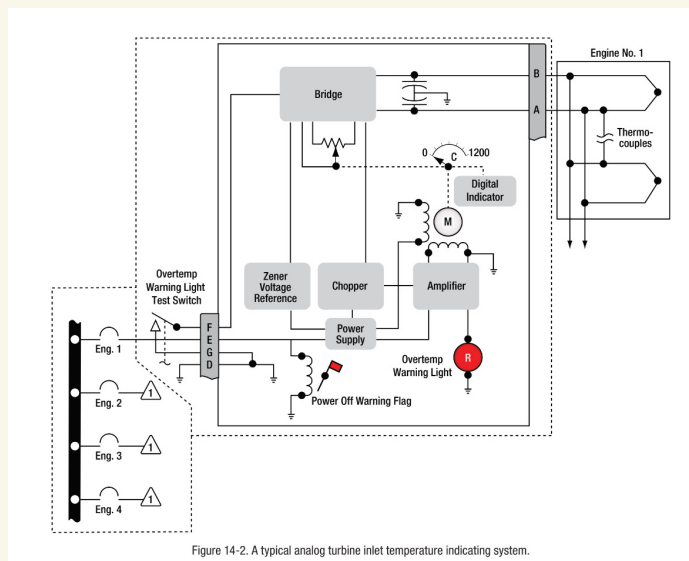 Engine No. 1
B
A
Bridge
Thermo-
couples
0
1200
C
Digital
Indicator
M
Zener
Voltage
Reference
Chopper
Amplifier
Power
Supply
Overtemp
Warning Light
Test Switch
F
E
G
D
Overtemp
Warning Light
R
Power Off Warning Flag
Eng. 1
Eng. 2
1
Eng. 3
1
Eng. 4
1
Figure 14-2. A typical analog turbine inlet temperature indicating system.